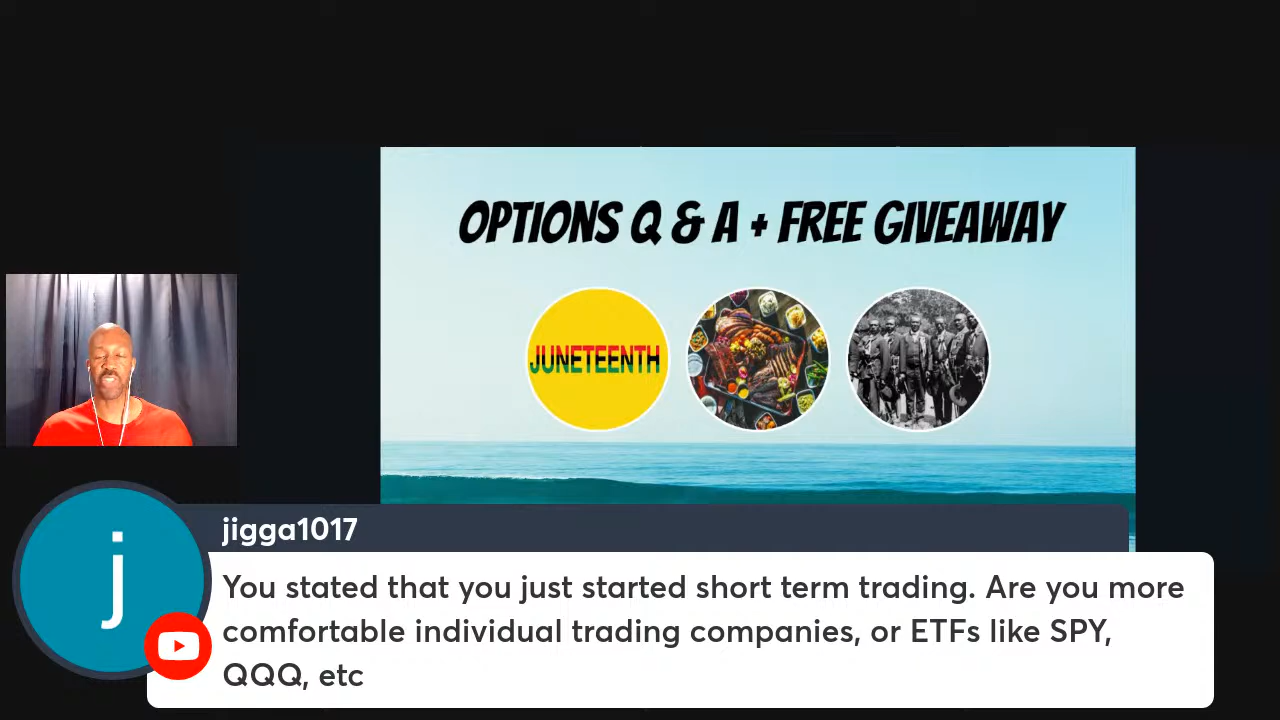 OPTIONS Q & A + FREE GIVEAWAY
JUNETEENTH
j
jigga1017
You stated that you just started short term trading. Are you more
comfortable individual trading companies, or ETFs like SPY,
QQQ, etc